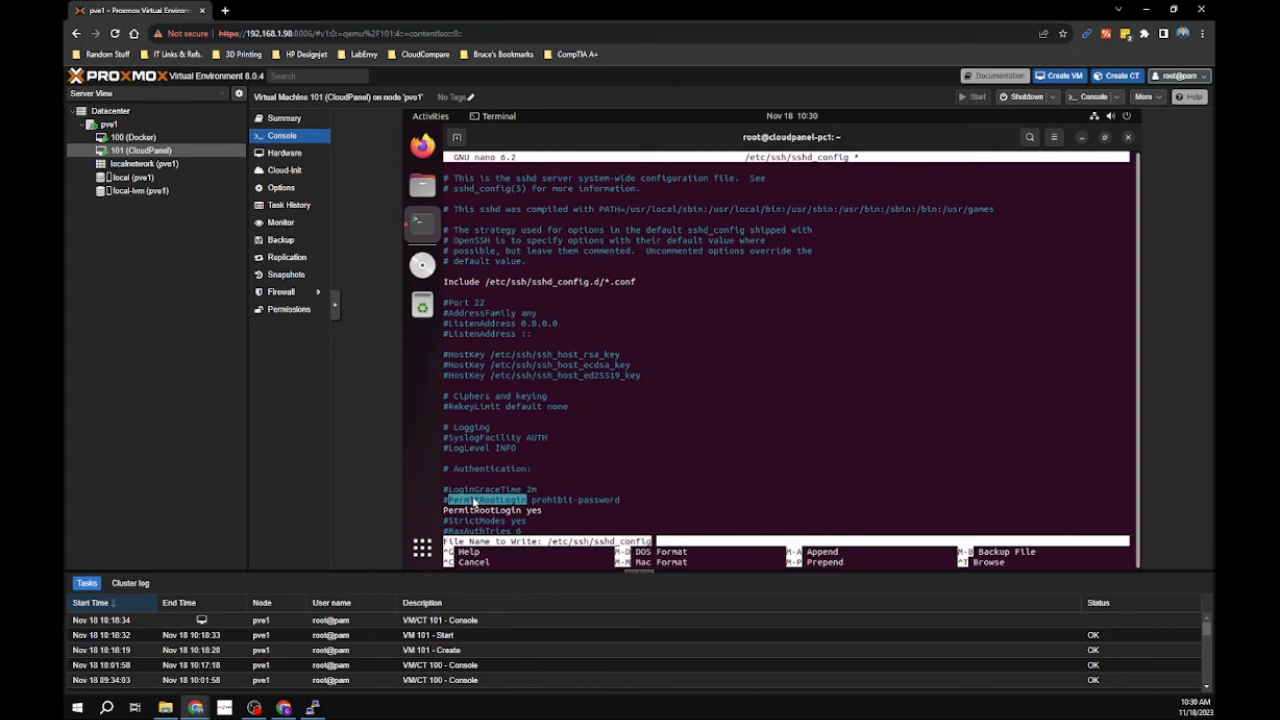 pve1 - Proxmox Virtual Environ
Not secure https://192.168.1.98:8006/#v1:0:=qemu%2F101:4:=contentIso:::8::
Random Stuff IT Links & Refs. 3D Printing HP Designjet LabEnvy CloudCompare Bruce's Bookmarks CompTIA A+
PROXMOX Virtual Environment 8.0.4 Search Documentation Create VM Create CT root@pam
Server View
Datacenter
pve1
100 (Docker)
101 (CloudPanel)
localnetwork (pve1)
local (pve1)
local-lvm (pve1)
Virtual Machine 101 (CloudPanel) on node 'pve1' No Tags Start Shutdown Console More Help
Summary
Console
Hardware
Cloud-Init
Options
Task History
Monitor
Backup
Replication
Snapshots
Firewall
Permissions
Activities Terminal Nov 18 10:30
root@cloudpanel-pc1: ~
GNU nano 6.2 /etc/ssh/sshd_config *
# This is the sshd server system-wide configuration file. See
# sshd_config(5) for more information.
# This sshd was compiled with PATH=/usr/local/sbin:/usr/local/bin:/usr/sbin:/usr/bin:/sbin:/bin:/usr/games
# The strategy used for options in the default sshd_config shipped with
# OpenSSH is to specify options with their default value where
# possible, but leave them commented. Uncommented options override the
# default value.
Include /etc/ssh/sshd_config.d/*.conf
#Port 22
#AddressFamily any
#ListenAddress 0.0.0.0
#ListenAddress ::
#HostKey /etc/ssh/ssh_host_rsa_key
#HostKey /etc/ssh/ssh_host_ecdsa_key
#HostKey /etc/ssh/ssh_host_ed25519_key
# Ciphers and keying
#RekeyLimit default none
# Logging
#SyslogFacility AUTH
#LogLevel INFO
# Authentication:
#LoginGraceTime 2m
#PermitRootLogin prohibit-password
PermitRootLogin yes
#StrictModes yes
#MaxAuthTries 6
File Name to Write: /etc/ssh/sshd_config
^G Help M-D DOS Format M-A Append M-B Backup File
^C Cancel M-M Mac Format M-P Prepend ^T Browse
Tasks Cluster log
Start Time End Time Node User name Description Status
Nov 18 10:18:34 pve1 root@pam VM/CT 101 - Console
Nov 18 10:18:32 Nov 18 10:18:33 pve1 root@pam VM 101 - Start OK
Nov 18 10:18:19 Nov 18 10:18:20 pve1 root@pam VM 101 - Create OK
Nov 18 10:01:58 Nov 18 10:17:18 pve1 root@pam VM/CT 100 - Console OK
Nov 18 09:34:03 Nov 18 10:01:58 pve1 root@pam VM/CT 100 - Console OK
10:30 AM
11/18/2023